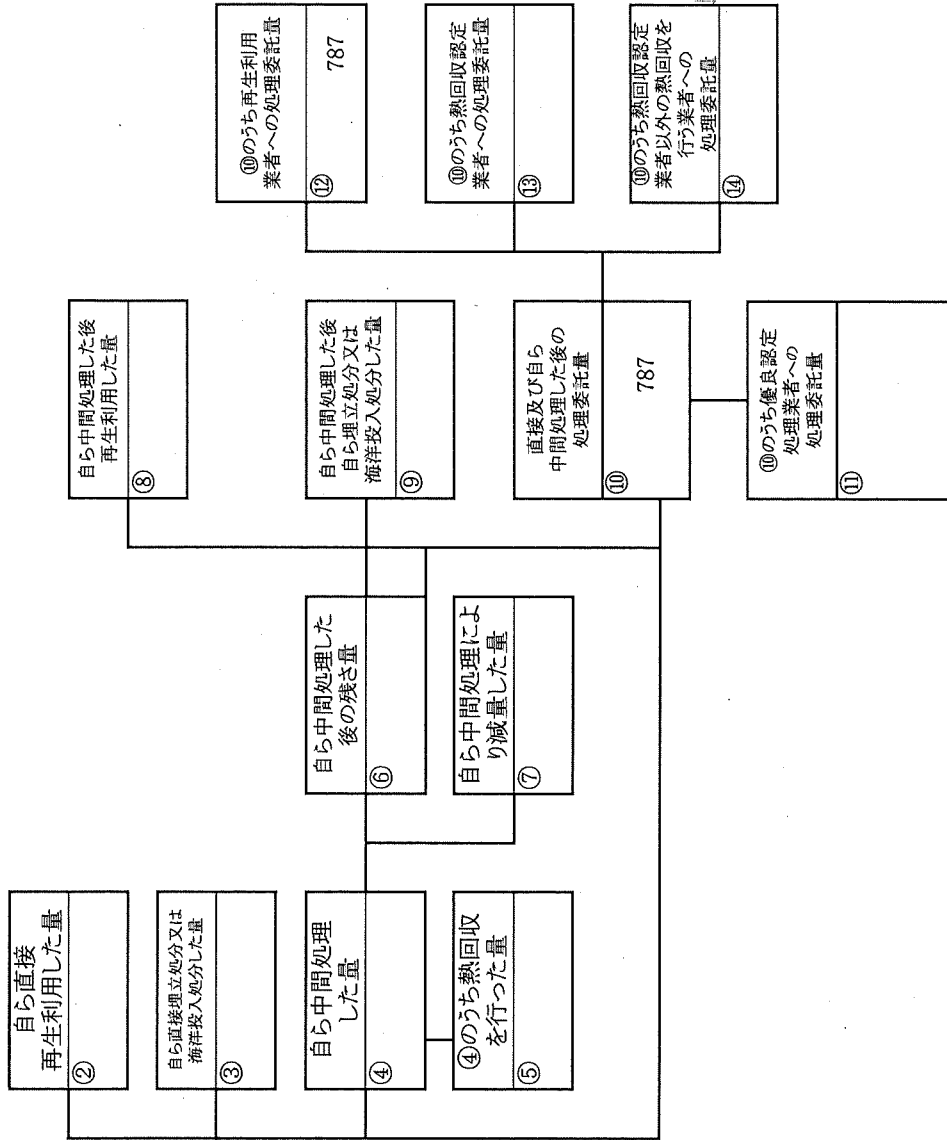 自ら直接
再生利用した量
②
自ら直接埋立処分又は
海洋投入処分した量
③
自ら中間処理
した量
④
④のうち熱回収
を行った量
⑤
自ら中間処理した
後の残さ量
⑥
自ら中間処理によ
り減量した量
⑦
自ら中間処理した後
再生利用した量
⑧
自ら中間処理した後
自ら埋立処分又は
海洋投入処分した量
⑨
直接及び自ら
中間処理した後の
処理委託量
⑩
787
⑩のうち優良認定
処理業者への
処理委託量
⑪
⑩のうち再生利用
業者への処理委託量
⑫
787
⑩のうち熱回収認定
業者への処理委託量
⑬
⑩のうち熱回収認定
業者以外の熱回収を
行う業者への
処理委託量
⑭